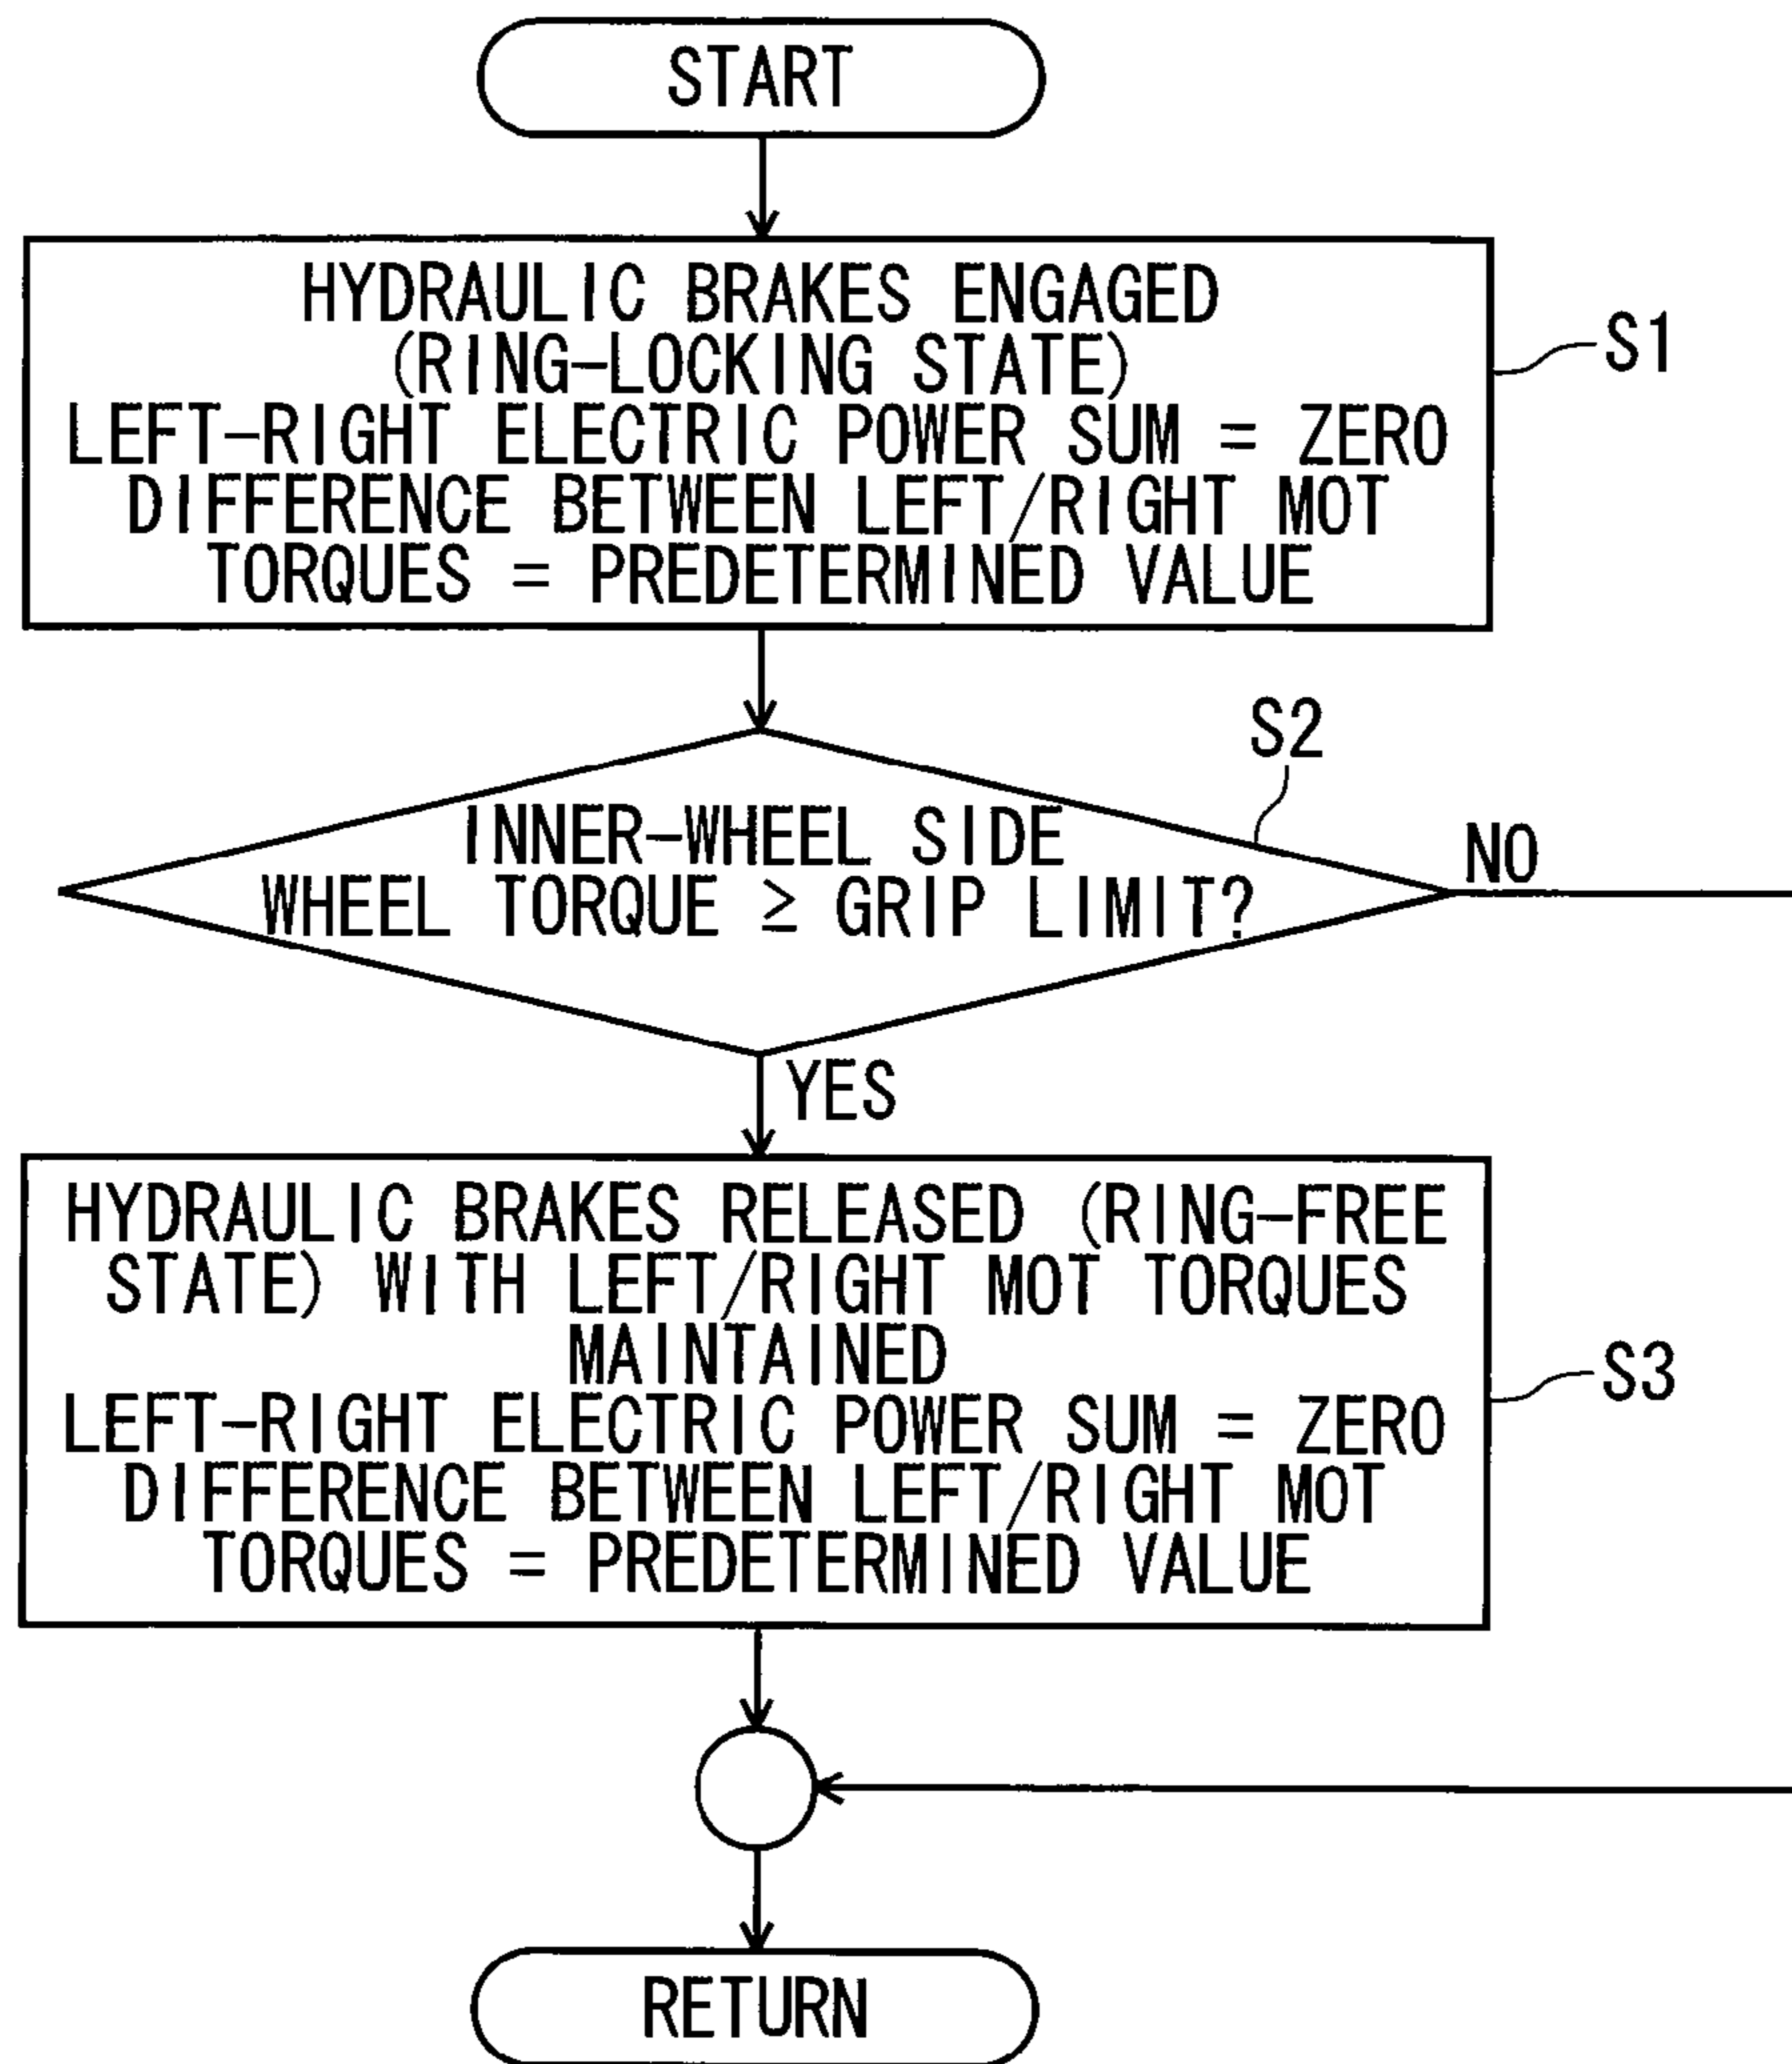 START
HYDRAULIC BRAKES ENGAGED
(RING-LOCKING STATE)
LEFT-RIGHT ELECTRIC POWER SUM = ZERO
DIFFERENCE BETWEEN LEFT/RIGHT MOT
TORQUES = PREDETERMINED VALUE
S1
S2
INNER-WHEEL SIDE
WHEEL TORQUE ≥ GRIP LIMIT?
NO
YES
HYDRAULIC BRAKES RELEASED (RING-FREE
STATE) WITH LEFT/RIGHT MOT TORQUES
MAINTAINED
LEFT-RIGHT ELECTRIC POWER SUM = ZERO
DIFFERENCE BETWEEN LEFT/RIGHT MOT
TORQUES = PREDETERMINED VALUE
S3
RETURN